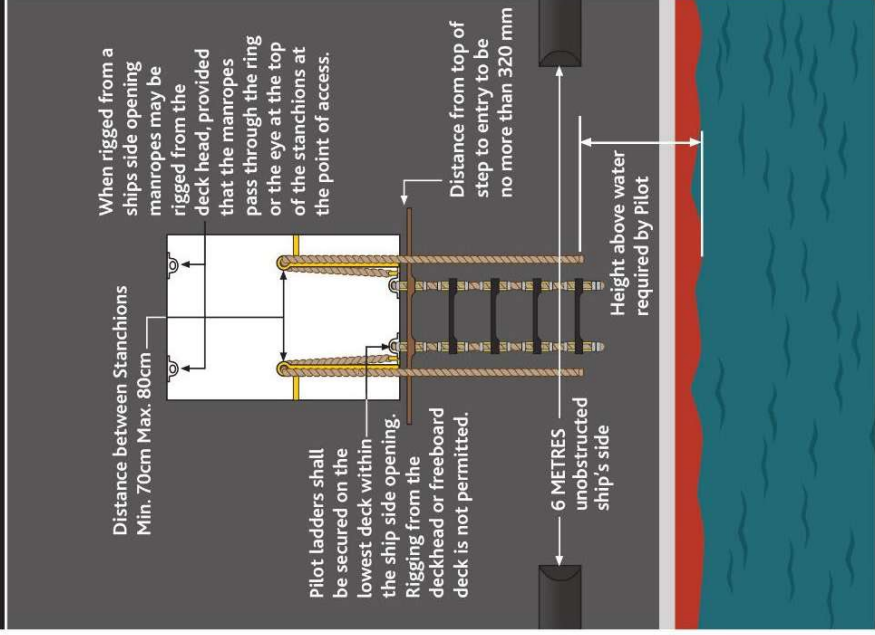 When rigged from a
ships side opening
manropes may be
rigged from the
deck head, provided
that the manropes
pass through the ring
or the eye at the top
of the stanchions at
the point of access.
Distance between Stanchions
Min. 70cm Max. 80cm
Pilot ladders shall
be secured on the
lowest deck within
the ship side opening.
Rigging from the
deckhead or freeboard
deck is not permitted.
Distance from top of
step to entry to be
no more than 320 mm
6 METRES
unobstructed
ship's side
Height above water
required by Pilot